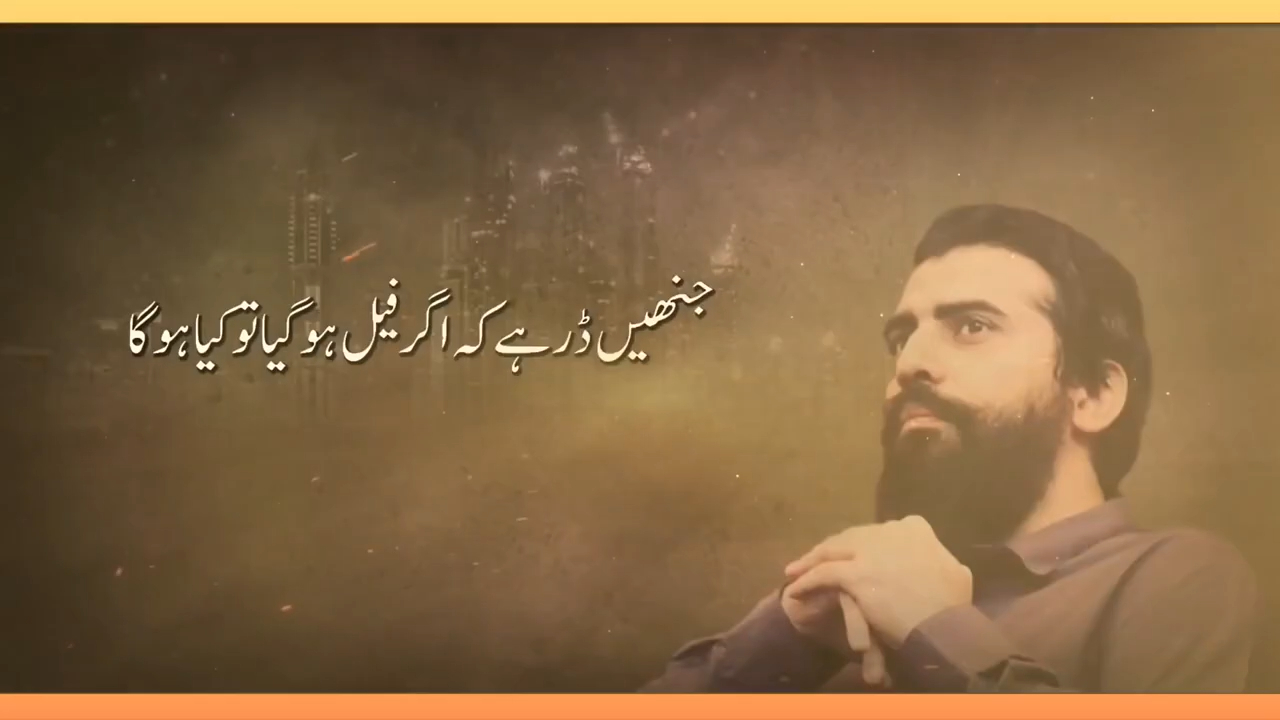 جنھیں ڈر ہے کہ اگر فیل ہو گیا تو کیا ہو گا